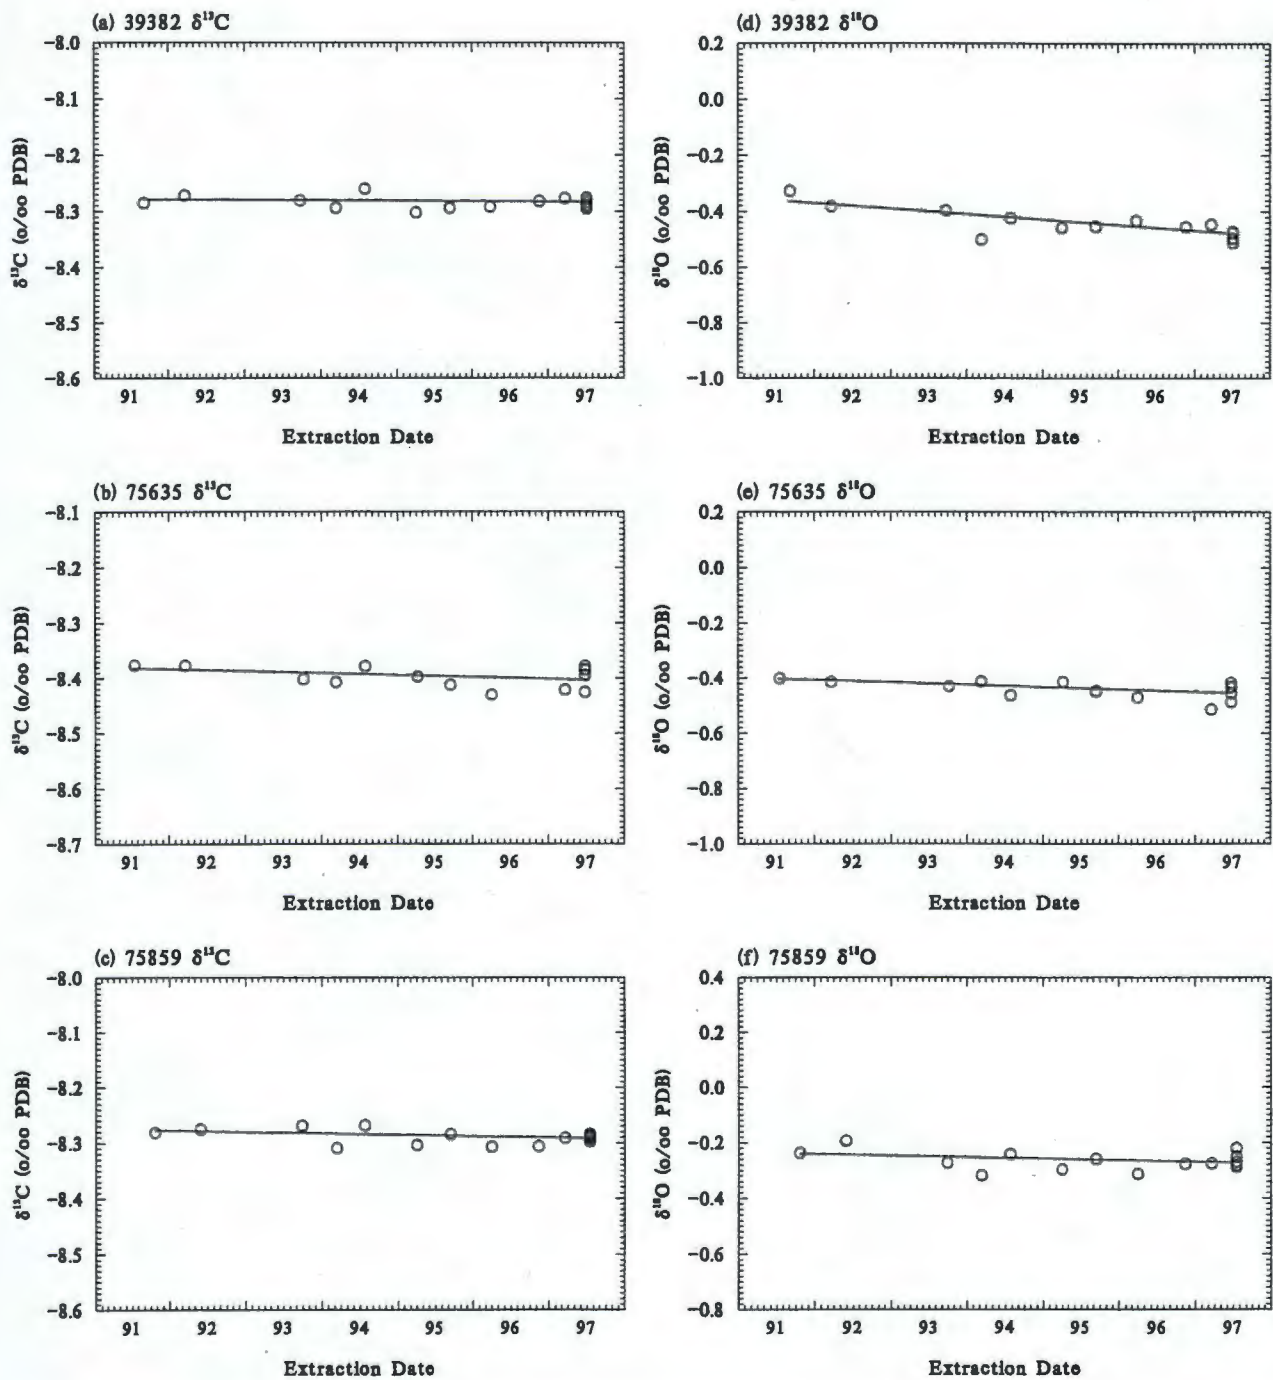 (a) 39382 δ¹³C
−8.0
−8.1
−8.2
−8.3
−8.4
−8.5
−8.6
δ¹³C (o/oo PDB)
91 92 93 94 95 96 97
Extraction Date
(d) 39382 δ¹⁸O
0.2
0.0
−0.2
−0.4
−0.6
−0.8
−1.0
δ¹⁸O (o/oo PDB)
91 92 93 94 95 96 97
Extraction Date
(b) 75635 δ¹³C
−8.1
−8.2
−8.3
−8.4
−8.5
−8.6
−8.7
δ¹³C (o/oo PDB)
91 92 93 94 95 96 97
Extraction Date
(e) 75635 δ¹⁸O
0.2
0.0
−0.2
−0.4
−0.6
−0.8
−1.0
δ¹⁸O (o/oo PDB)
91 92 93 94 95 96 97
Extraction Date
(c) 75859 δ¹³C
−8.0
−8.1
−8.2
−8.3
−8.4
−8.5
−8.6
δ¹³C (o/oo PDB)
91 92 93 94 95 96 97
Extraction Date
(f) 75859 δ¹⁸O
0.4
0.2
0.0
−0.2
−0.4
−0.6
−0.8
δ¹⁸O (o/oo PDB)
91 92 93 94 95 96 97
Extraction Date